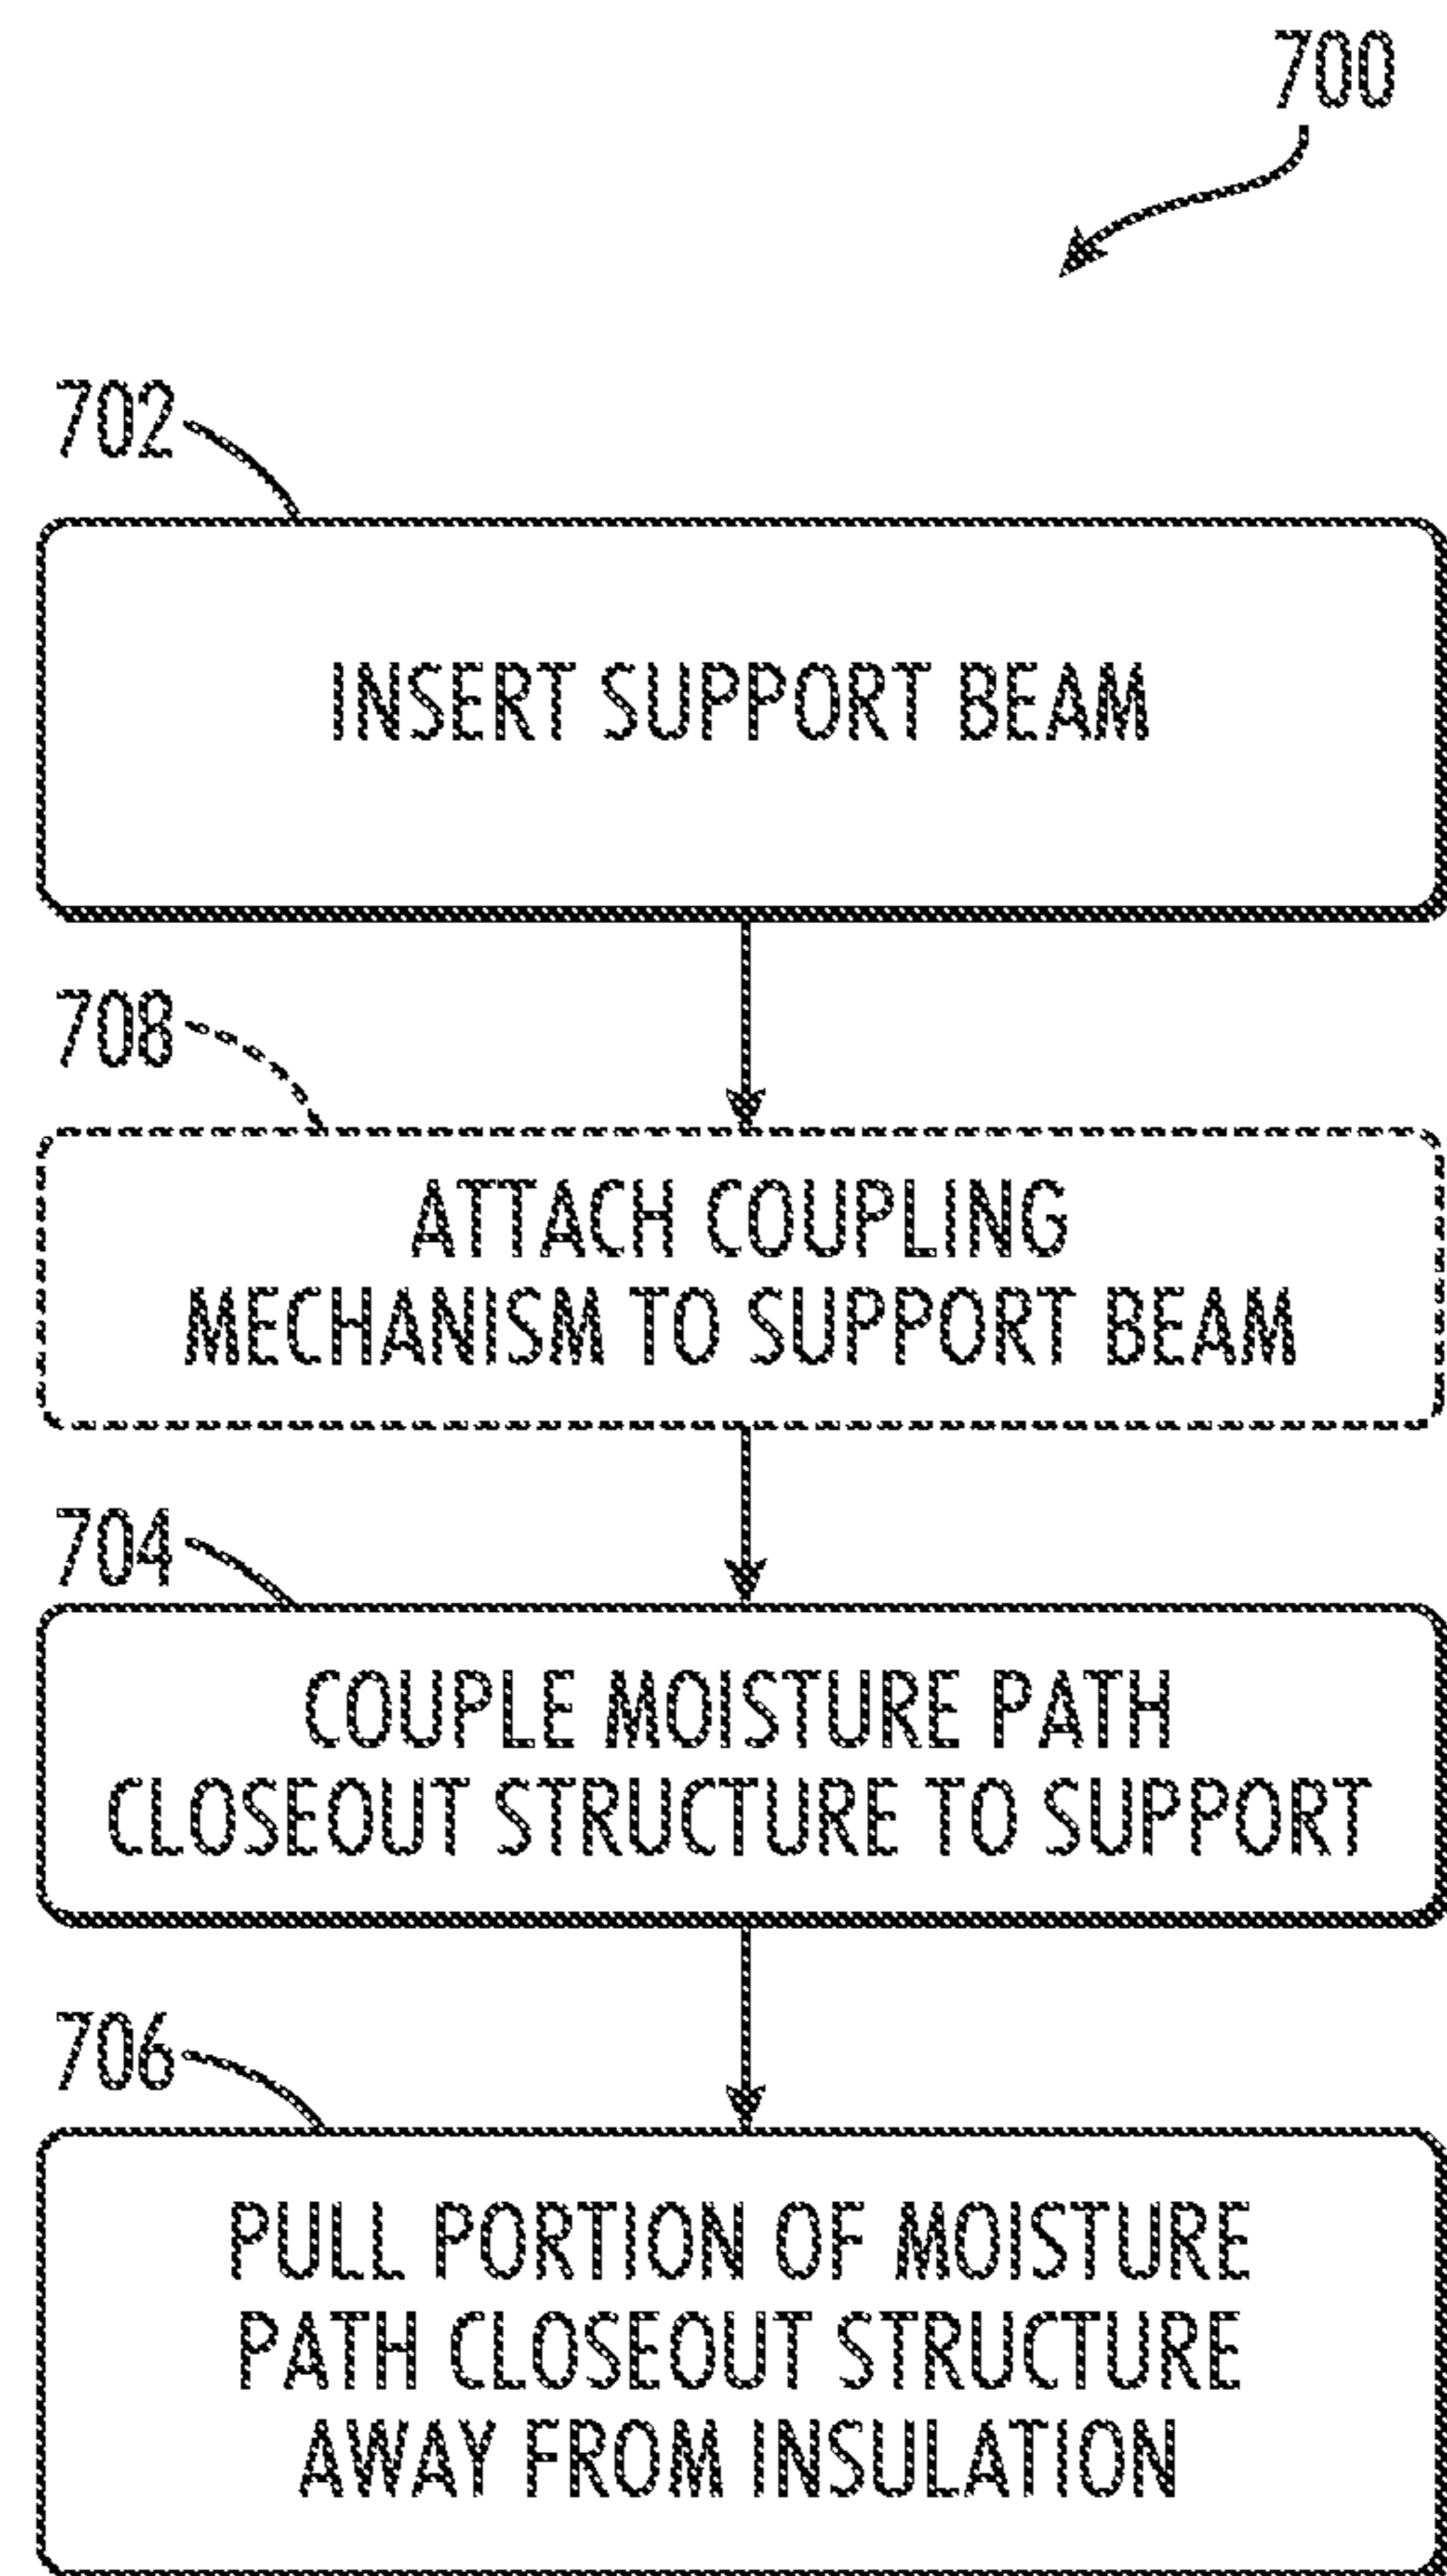 700
702
INSERT SUPPORT BEAM
708
ATTACH COUPLING
MECHANISM TO SUPPORT BEAM
704
COUPLE MOISTURE PATH
CLOSEOUT STRUCTURE TO SUPPORT
706
PULL PORTION OF MOISTURE
PATH CLOSEOUT STRUCTURE
AWAY FROM INSULATION